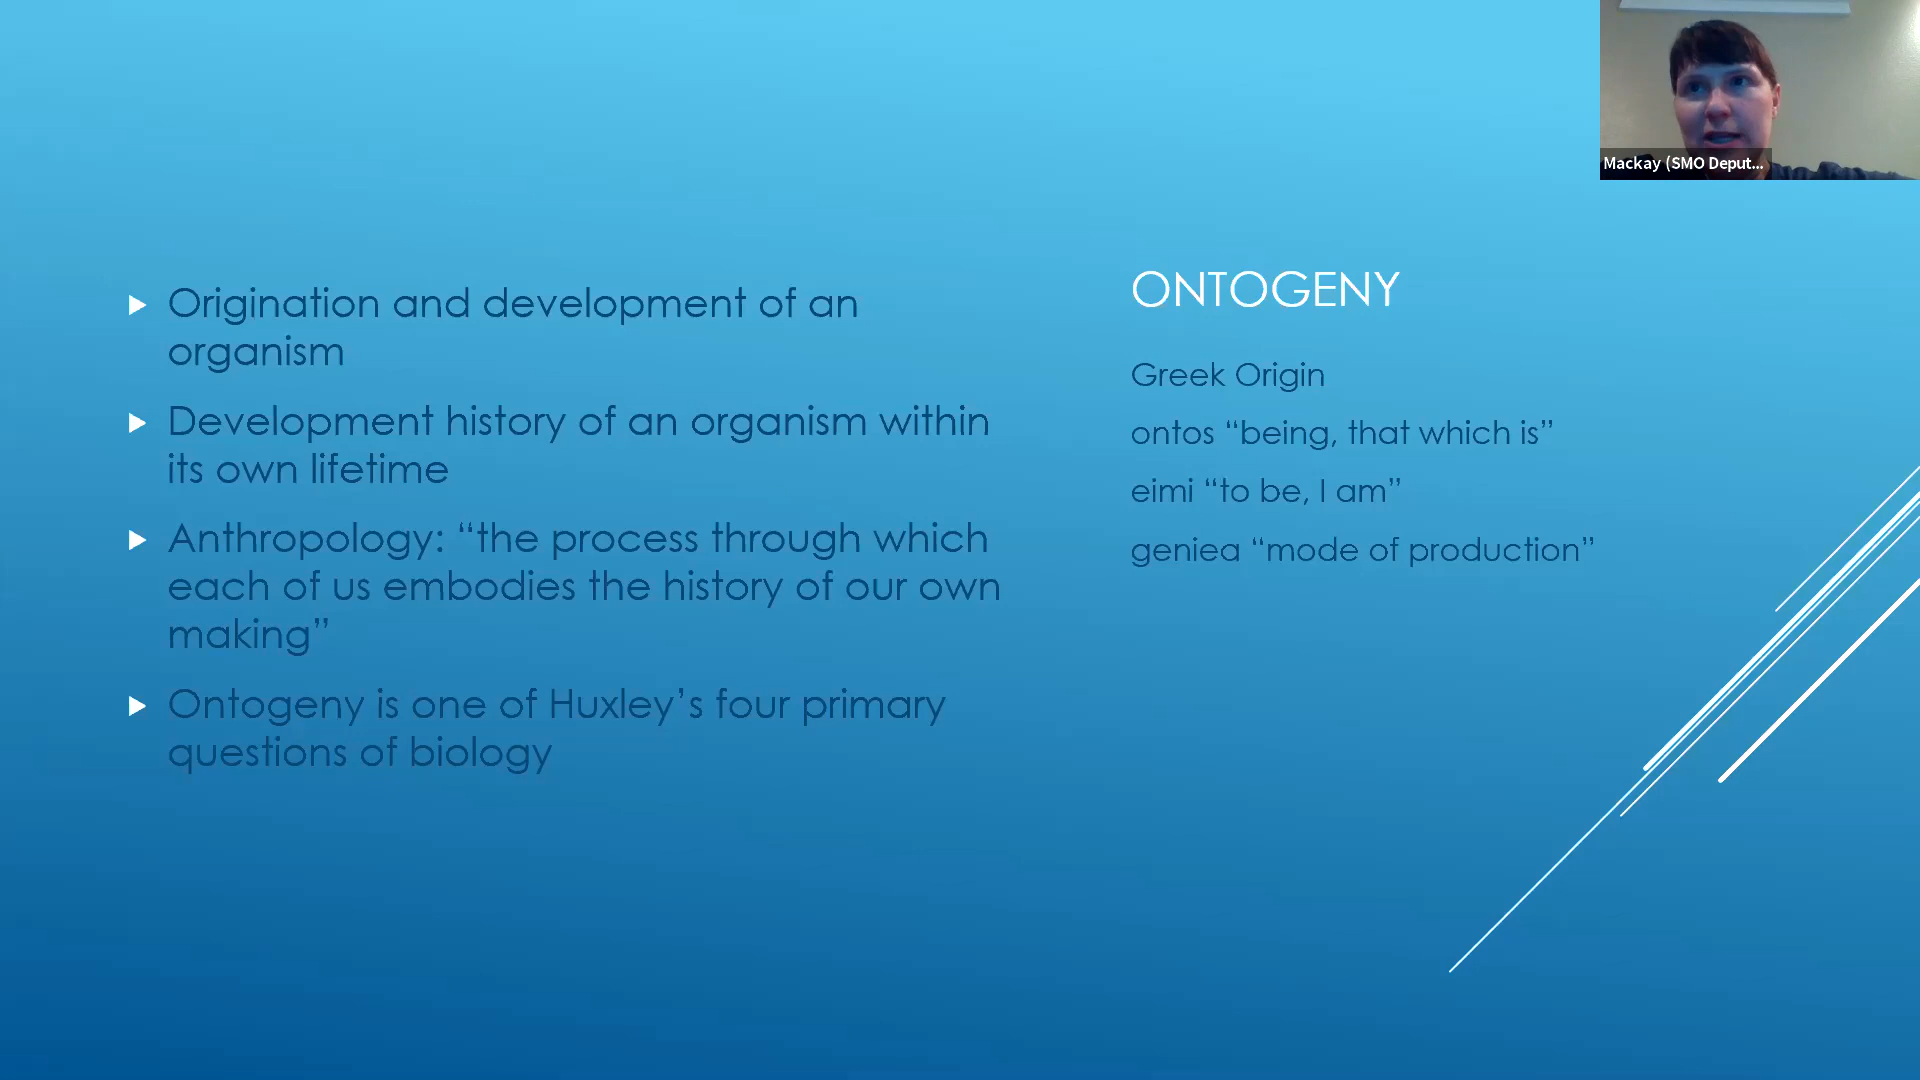 Origination and development of an
organism
Development history of an organism within
its own lifetime
Anthropology: “the process through which
each of us embodies the history of our own
making”
Ontogeny is one of Huxley’s four primary
questions of biology
ONTOGENY
Greek Origin
ontos “being, that which is”
eimi “to be, I am”
geniea “mode of production”
Mackay (SMO Deput...